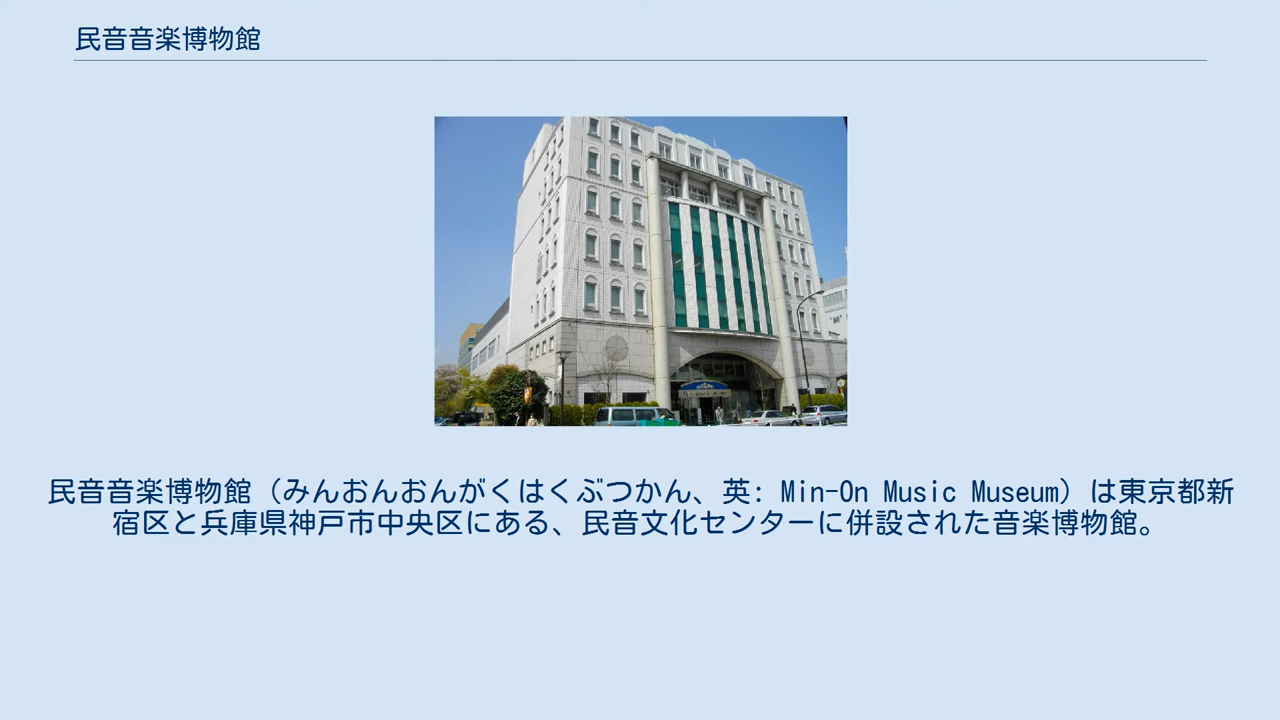 民音音楽博物館
民音音楽博物館（みんおんおんがくはくぶつかん、英: Min-On Music Museum）は東京都新
宿区と兵庫県神戸市中央区にある、民音文化センターに併設された音楽博物館。